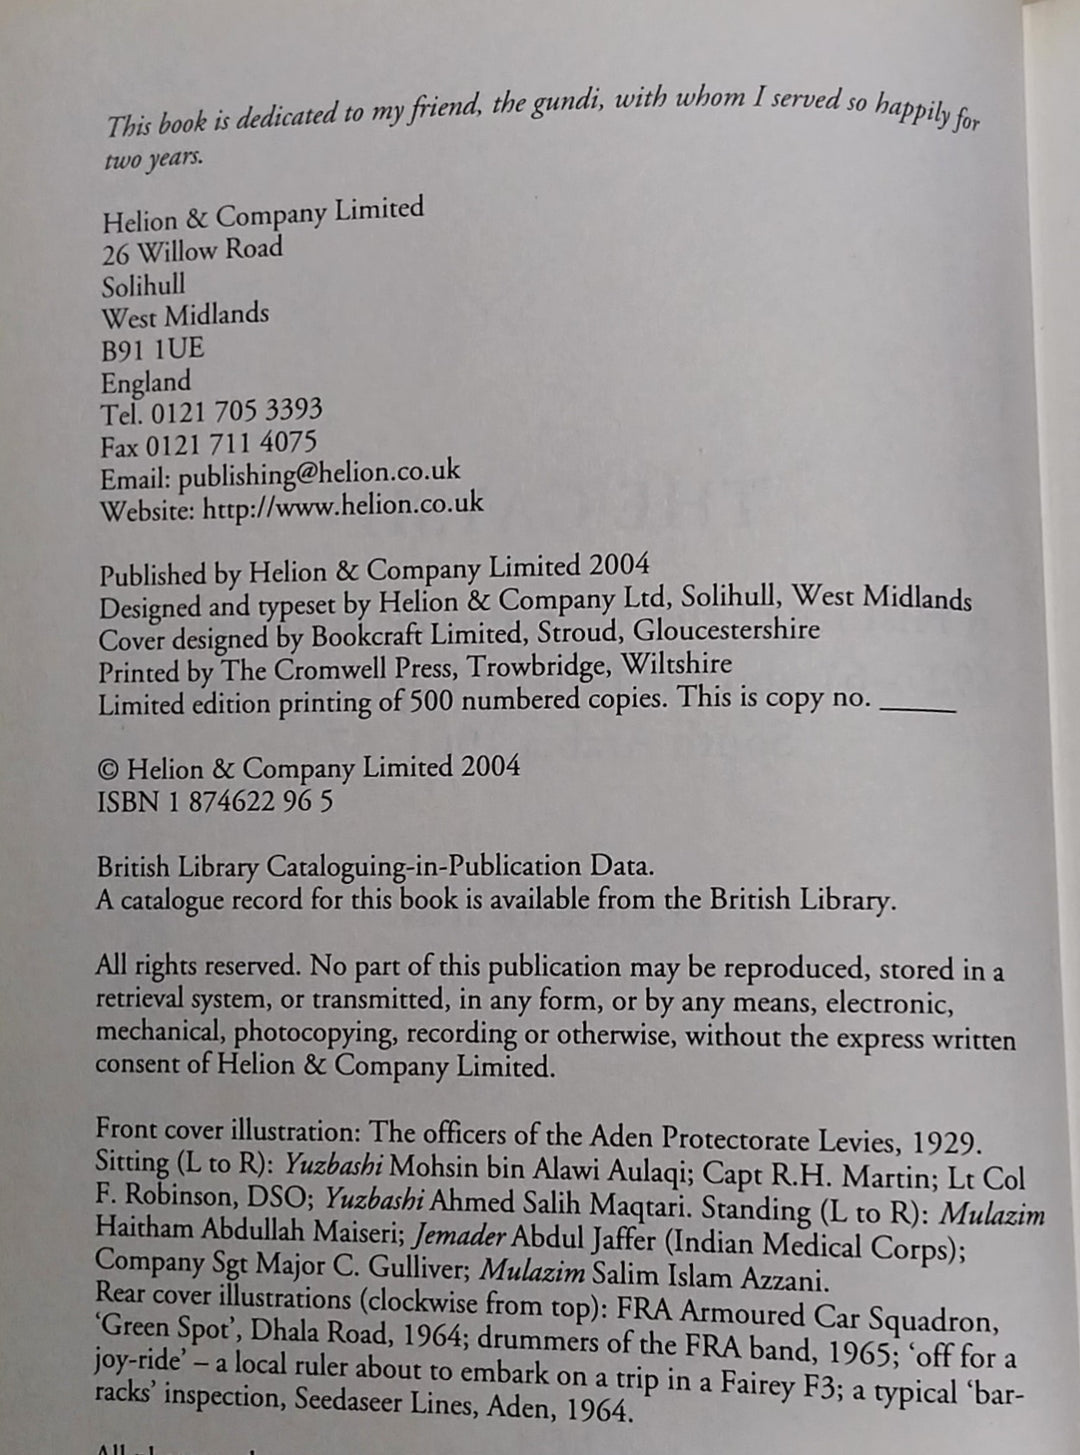 This book is dedicated to my friend, the gundi, with whom I served so happily for
two years.
Helion & Company Limited
26 Willow Road
Solihull
West Midlands
B91 1UE
England
Tel. 0121 705 3393
Fax 0121 711 4075
Email: publishing@helion.co.uk
Website: http://www.helion.co.uk
Published by Helion & Company Limited 2004
Designed and typeset by Helion & Company Ltd, Solihull, West Midlands
Cover designed by Bookcraft Limited, Stroud, Gloucestershire
Printed by The Cromwell Press, Trowbridge, Wiltshire
Limited edition printing of 500 numbered copies. This is copy no. _____
© Helion & Company Limited 2004
ISBN 1 874622 96 5
British Library Cataloguing-in-Publication Data.
A catalogue record for this book is available from the British Library.
All rights reserved. No part of this publication may be reproduced, stored in a
retrieval system, or transmitted, in any form, or by any means, electronic,
mechanical, photocopying, recording or otherwise, without the express written
consent of Helion & Company Limited.
Front cover illustration: The officers of the Aden Protectorate Levies, 1929.
Sitting (L to R): Yuzbashi Mohsin bin Alawi Aulaqi; Capt R.H. Martin; Lt Col
F. Robinson, DSO; Yuzbashi Ahmed Salih Maqtari. Standing (L to R): Mulazim
Haitham Abdullah Maiseri; Jemader Abdul Jaffer (Indian Medical Corps);
Company Sgt Major C. Gulliver; Mulazim Salim Islam Azzani.
Rear cover illustrations (clockwise from top): FRA Armoured Car Squadron,
‘Green Spot’, Dhala Road, 1964; drummers of the FRA band, 1965; ‘off for a
joy-ride’ – a local ruler about to embark on a trip in a Fairey F3; a typical ‘bar-
racks’ inspection, Seedaseer Lines, Aden, 1964.